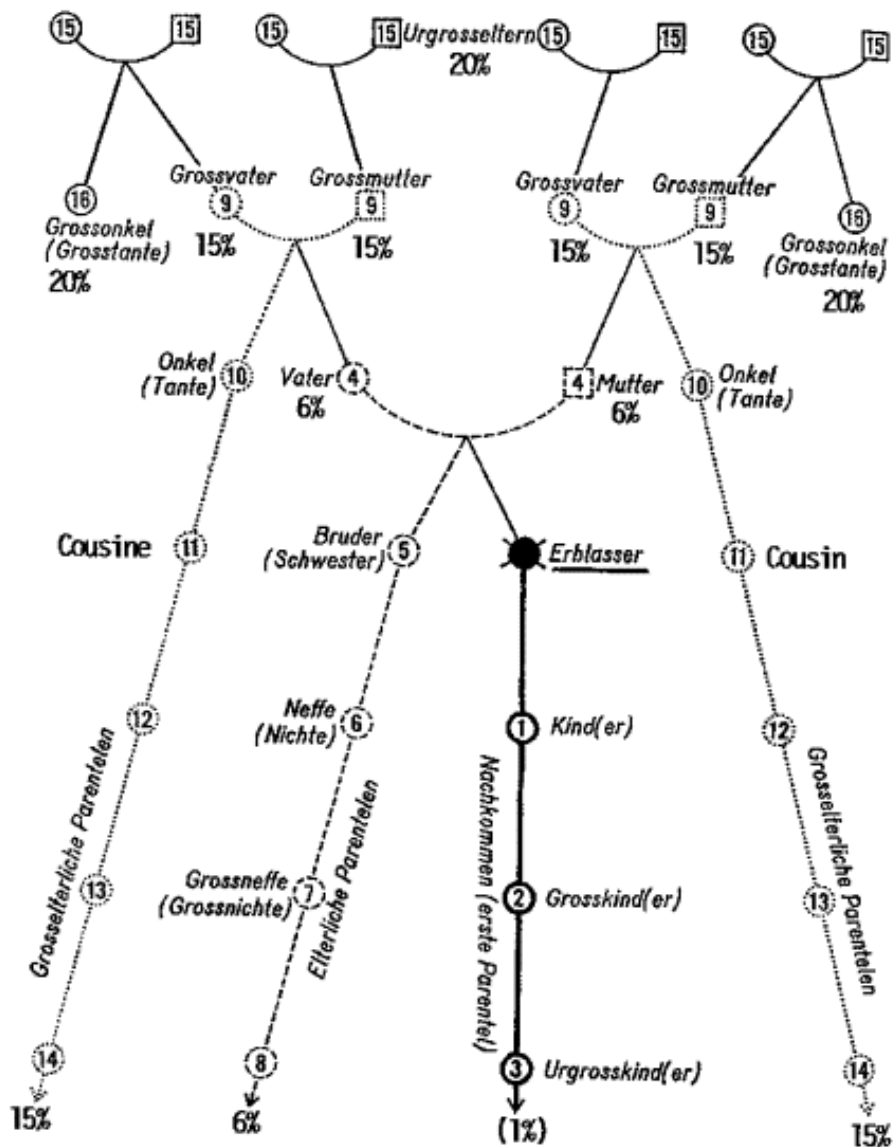 15 15 15 15 Urgrosseltern 15 15 15 15
20%
Grossvater Grossmutter Grossvater Grossmutter
16 9 9 9 9 16
Grossonkel
(Grosstante)
20%
15% 15% 15% 15%
Grossonkel
(Grosstante)
20%
Onkel
(Tante) 10 Vater 4 4 Mutter 10 Onkel
(Tante)
6% 6%
Cousine 11 Bruder
(Schwester) 5 Erblasser 11 Cousin
12 Neffe
(Nichte) 6 1 Kind(er) 12
Grosselterliche Parentelen
Elterliche Parentelen
Nachkommen (erste Parentel)
Grosselterliche Parentelen
13 Grossneffe
(Grossnichte) 7 2 Grosskind(er) 13
14 8 3 Urgrosskind(er) 14
15% 6% (1%) 15%